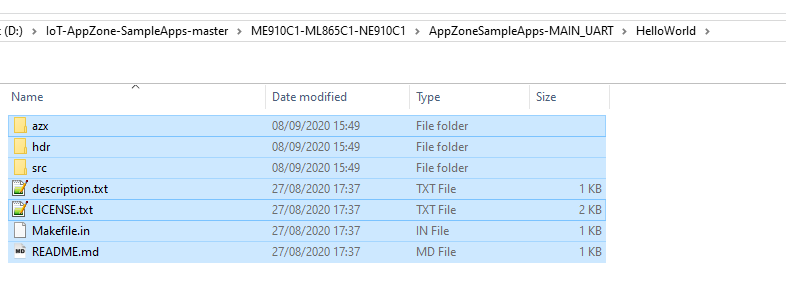 (D:) > IoT-AppZone-SampleApps-master > ME910C1-ML865C1-NE910C1 > AppZoneSampleApps-MAIN_UART > HelloWorld >
Name Date modified Type Size
azx 08/09/2020 15:49 File folder
hdr 08/09/2020 15:49 File folder
src 08/09/2020 15:49 File folder
description.txt 27/08/2020 17:37 TXT File 1 KB
LICENSE.txt 27/08/2020 17:37 TXT File 2 KB
Makefile.in 27/08/2020 17:37 IN File 1 KB
MD README.md 27/08/2020 17:37 MD File 1 KB